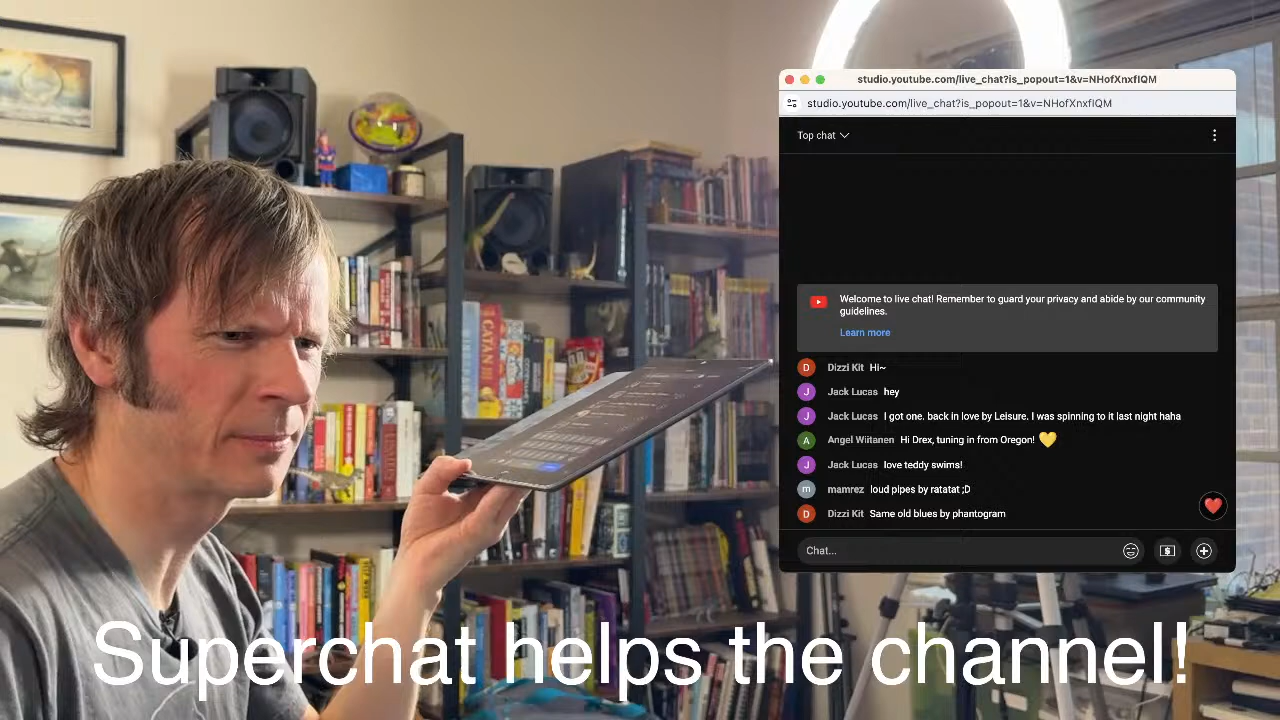 studio.youtube.com/live_chat?is_popout=1&v=NHofXnxfIQM
studio.youtube.com/live_chat?is_popout=1&v=NHofXnxfIQM
Top chat
Welcome to live chat! Remember to guard your privacy and abide by our community
guidelines.
Learn more
D Dizzi Kit Hi~
J Jack Lucas hey
J Jack Lucas I got one. back in love by Leisure. I was spinning to it last night haha
A Angel Wiitanen Hi Drex, tuning in from Oregon! 💛
J Jack Lucas love teddy swims!
m mamrez loud pipes by ratatat ;D
D Dizzi Kit Same old blues by phantogram
Chat...
CATAN
Superchat helps the channel!